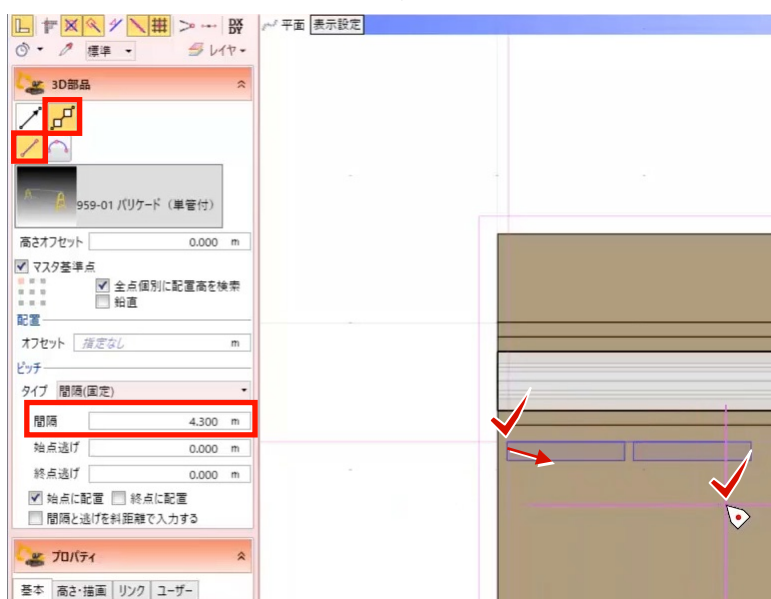 DX
DY
平面 表示設定
標準 レイヤ
3D部品
959-01 バリケード（単管付）
高さオフセット 0.000 m
マスタ基準点
全点個別に配置高を検索
鉛直
配置
オフセット 指定なし m
ピッチ
タイプ 間隔(固定)
間隔 4.300 m
始点逃げ 0.000 m
終点逃げ 0.000 m
始点に配置 終点に配置
間隔と逃げを斜距離で入力する
プロパティ
基本 高さ・描画 リンク ユーザー